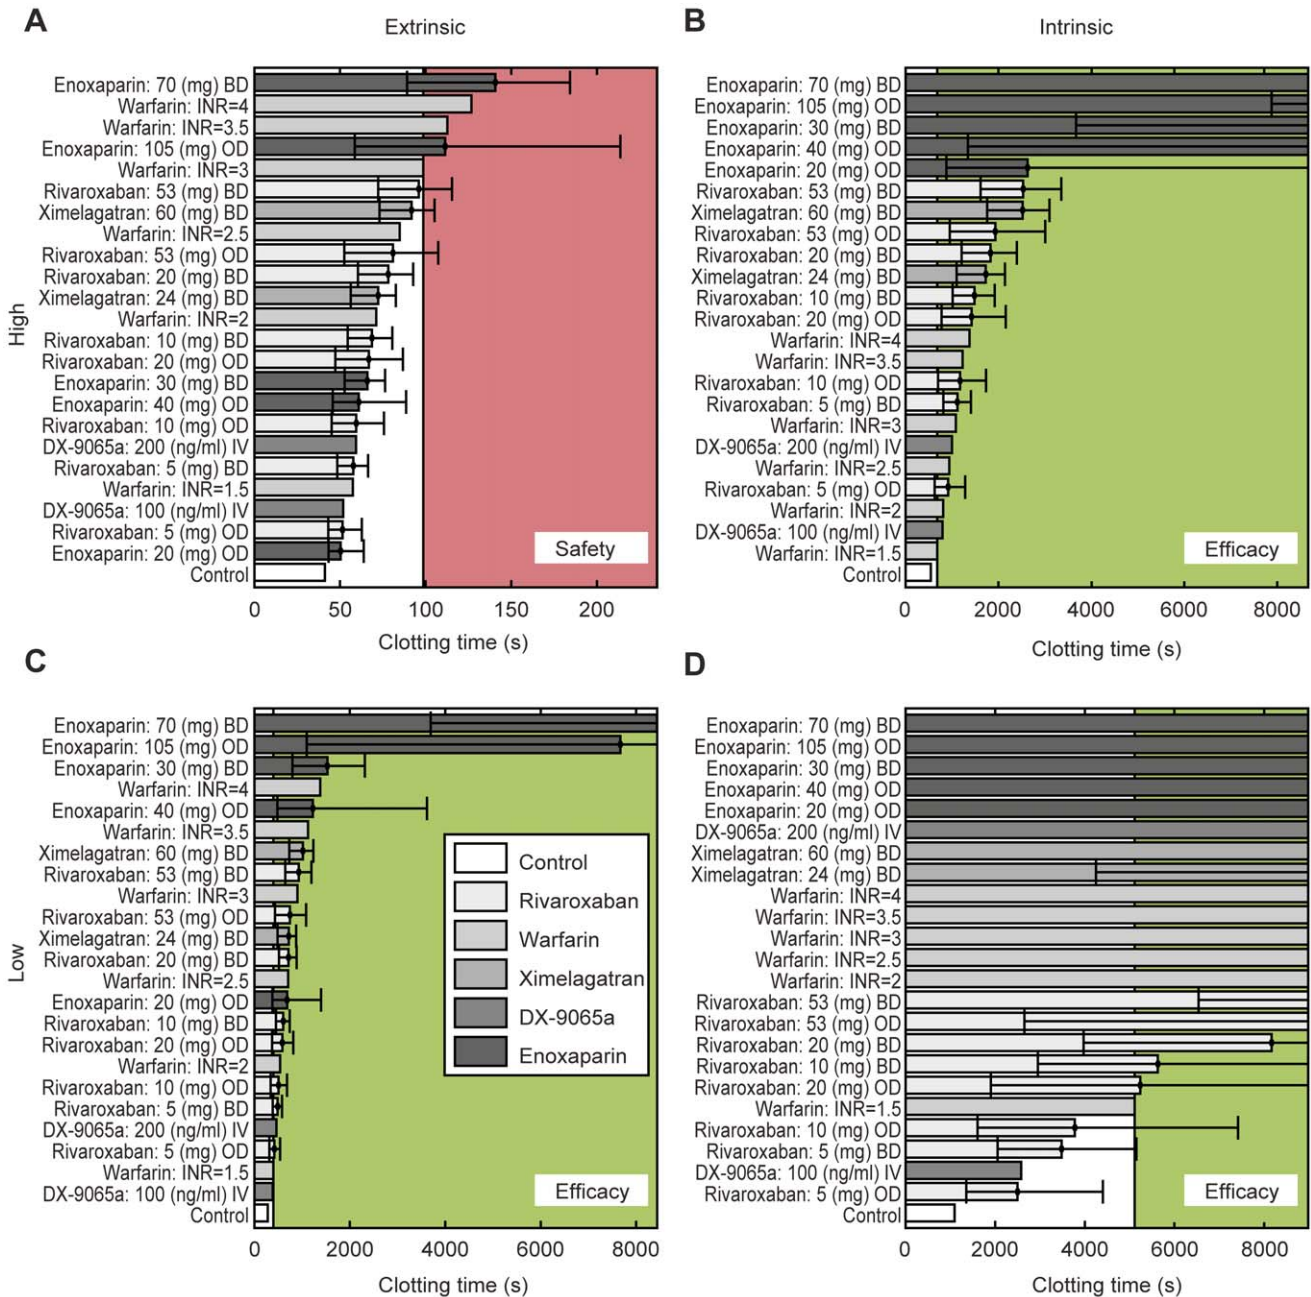 A
Extrinsic
High
Enoxaparin: 70 (mg) BD
Warfarin: INR=4
Warfarin: INR=3.5
Enoxaparin: 105 (mg) OD
Warfarin: INR=3
Rivaroxaban: 53 (mg) BD
Ximelagatran: 60 (mg) BD
Warfarin: INR=2.5
Rivaroxaban: 53 (mg) OD
Rivaroxaban: 20 (mg) BD
Ximelagatran: 24 (mg) BD
Warfarin: INR=2
Rivaroxaban: 10 (mg) BD
Rivaroxaban: 20 (mg) OD
Enoxaparin: 30 (mg) BD
Enoxaparin: 40 (mg) OD
Rivaroxaban: 10 (mg) OD
DX-9065a: 200 (ng/ml) IV
Rivaroxaban: 5 (mg) BD
Warfarin: INR=1.5
DX-9065a: 100 (ng/ml) IV
Rivaroxaban: 5 (mg) OD
Enoxaparin: 20 (mg) OD
Control
Safety
0 50 100 150 200
Clotting time (s)
B
Intrinsic
Enoxaparin: 70 (mg) BD
Enoxaparin: 105 (mg) OD
Enoxaparin: 30 (mg) BD
Enoxaparin: 40 (mg) OD
Enoxaparin: 20 (mg) OD
Rivaroxaban: 53 (mg) BD
Ximelagatran: 60 (mg) BD
Rivaroxaban: 53 (mg) OD
Rivaroxaban: 20 (mg) BD
Ximelagatran: 24 (mg) BD
Rivaroxaban: 10 (mg) BD
Rivaroxaban: 20 (mg) OD
Warfarin: INR=4
Warfarin: INR=3.5
Rivaroxaban: 10 (mg) OD
Rivaroxaban: 5 (mg) BD
Warfarin: INR=3
DX-9065a: 200 (ng/ml) IV
Warfarin: INR=2.5
Rivaroxaban: 5 (mg) OD
Warfarin: INR=2
DX-9065a: 100 (ng/ml) IV
Warfarin: INR=1.5
Control
Efficacy
0 2000 4000 6000 8000
Clotting time (s)
C
Low
Enoxaparin: 70 (mg) BD
Enoxaparin: 105 (mg) OD
Enoxaparin: 30 (mg) BD
Warfarin: INR=4
Enoxaparin: 40 (mg) OD
Warfarin: INR=3.5
Ximelagatran: 60 (mg) BD
Rivaroxaban: 53 (mg) BD
Warfarin: INR=3
Rivaroxaban: 53 (mg) OD
Ximelagatran: 24 (mg) BD
Rivaroxaban: 20 (mg) BD
Warfarin: INR=2.5
Enoxaparin: 20 (mg) OD
Rivaroxaban: 10 (mg) BD
Rivaroxaban: 20 (mg) OD
Warfarin: INR=2
Rivaroxaban: 10 (mg) OD
Rivaroxaban: 5 (mg) BD
DX-9065a: 200 (ng/ml) IV
Rivaroxaban: 5 (mg) OD
Warfarin: INR=1.5
DX-9065a: 100 (ng/ml) IV
Control
Control
Rivaroxaban
Warfarin
Ximelagatran
DX-9065a
Enoxaparin
Efficacy
0 2000 4000 6000 8000
Clotting time (s)
D
Enoxaparin: 70 (mg) BD
Enoxaparin: 105 (mg) OD
Enoxaparin: 30 (mg) BD
Enoxaparin: 40 (mg) OD
Enoxaparin: 20 (mg) OD
DX-9065a: 200 (ng/ml) IV
Ximelagatran: 60 (mg) BD
Ximelagatran: 24 (mg) BD
Warfarin: INR=4
Warfarin: INR=3.5
Warfarin: INR=3
Warfarin: INR=2.5
Warfarin: INR=2
Rivaroxaban: 53 (mg) BD
Rivaroxaban: 53 (mg) OD
Rivaroxaban: 20 (mg) BD
Rivaroxaban: 10 (mg) BD
Rivaroxaban: 20 (mg) OD
Warfarin: INR=1.5
Rivaroxaban: 10 (mg) OD
Rivaroxaban: 5 (mg) BD
DX-9065a: 100 (ng/ml) IV
Rivaroxaban: 5 (mg) OD
Control
Efficacy
0 2000 4000 6000 8000
Clotting time (s)